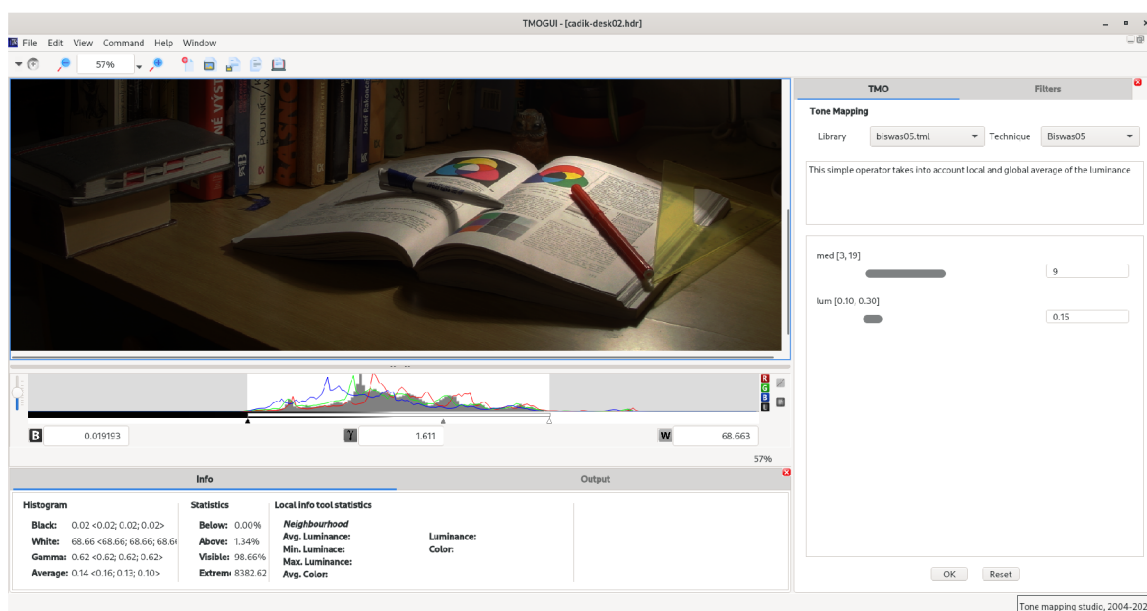 TMOGUI - [cadik-desk02.hdr]
File Edit View Command Help Window
57%
TMO Filters
Tone Mapping
Library biswas05.tml Technicue Biswas05
This simple operator takes into account local and global average of the luminance
med [3, 19]
9
lum [0.10, 0.30]
0.15
OK Reset
R
G
B
B 0.019193 γ 1.611 W 68.663
57%
Info Output
Histogram Statistics Local info tool statistics
Black: 0.02 <0.02; 0.02; 0.02> Below: 0.00% Neighbourhood
White: 68.66 <68.66; 68.66; 68.66 Above: 1.34% Avg. Luminance: Luminance:
Gamma: 0.62 <0.62; 0.62; 0.62> Visible: 98.66% Min. Luminace: Color:
Average: 0.14 <0.16; 0.13; 0.10> Extrem: 8382.62 Max. Luminance:
Avg. Color:
Tone mapping studio, 2004-202